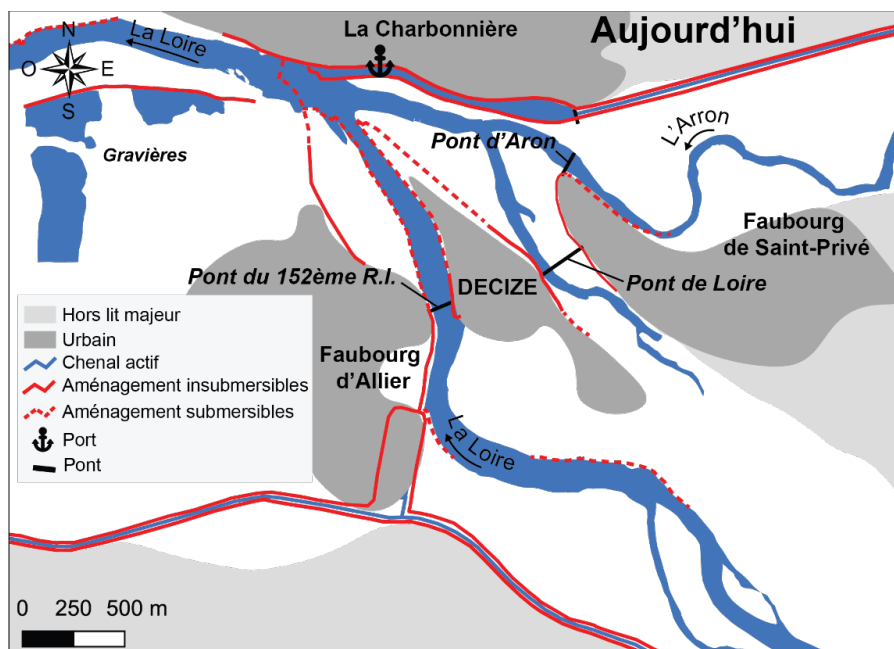 Aujourd'hui
La Charbonnière
La Loire
N
O
E
S
Gravières
Pont d'Aron
L'Arron
Faubourg
de Saint-Privé
Pont du 152ème R.I.
DECIZE
Pont de Loire
Faubourg
d'Allier
La Loire
Hors lit majeur
Urbain
Chenal actif
Aménagement insubmersibles
Aménagement submersibles
Port
Pont
0 250 500 m